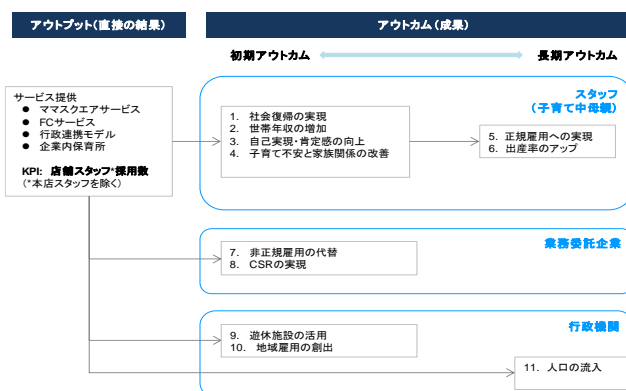 アウトプット(直接の結果)
アウトカム(成果)
初期アウトカム
長期アウトカム
サービス提供
● ママスクエアサービス
● FCサービス
● 行政連携モデル
● 企業内保育所
KPI: 店舗スタッフ*採用数
(*本店スタッフを除く)
スタッフ
(子育て中母親)
1. 社会復帰の実現
2. 世帯年収の増加
3. 自己実現・肯定感の向上
4. 子育て不安と家族関係の改善
5. 正規雇用への実現
6. 出産率のアップ
業務委託企業
7. 非正規雇用の代替
8. CSRの実現
行政機関
9. 遊休施設の活用
10. 地域雇用の創出
11. 人口の流入